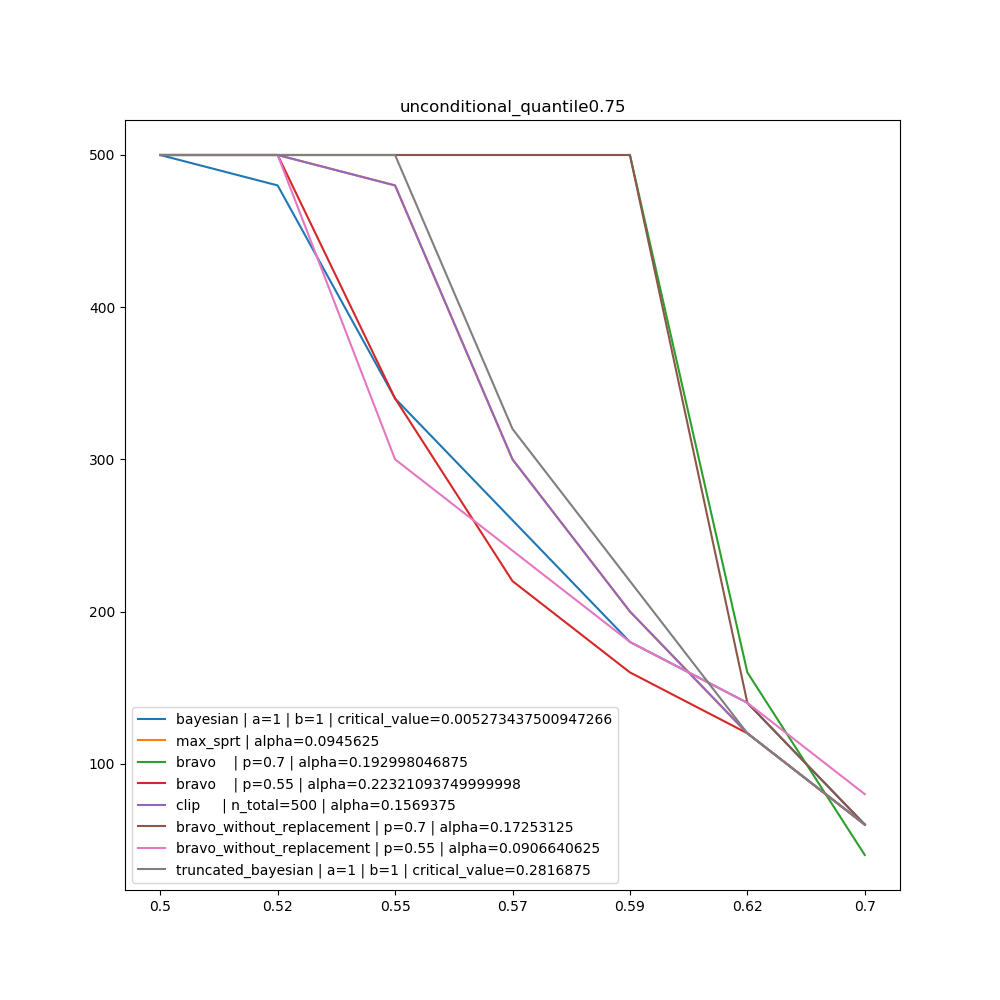 unconditional_quantile0.75
500
400
300
200
100
bayesian | a=1 | b=1 | critical_value=0.005273437500947266
max_sprt | alpha=0.0945625
bravo    | p=0.7 | alpha=0.192998046875
bravo    | p=0.55 | alpha=0.22321093749999998
clip     | n_total=500 | alpha=0.1569375
bravo_without_replacement | p=0.7 | alpha=0.17253125
bravo_without_replacement | p=0.55 | alpha=0.0906640625
truncated_bayesian | a=1 | b=1 | critical_value=0.2816875
0.5 0.52 0.55 0.57 0.59 0.62 0.7